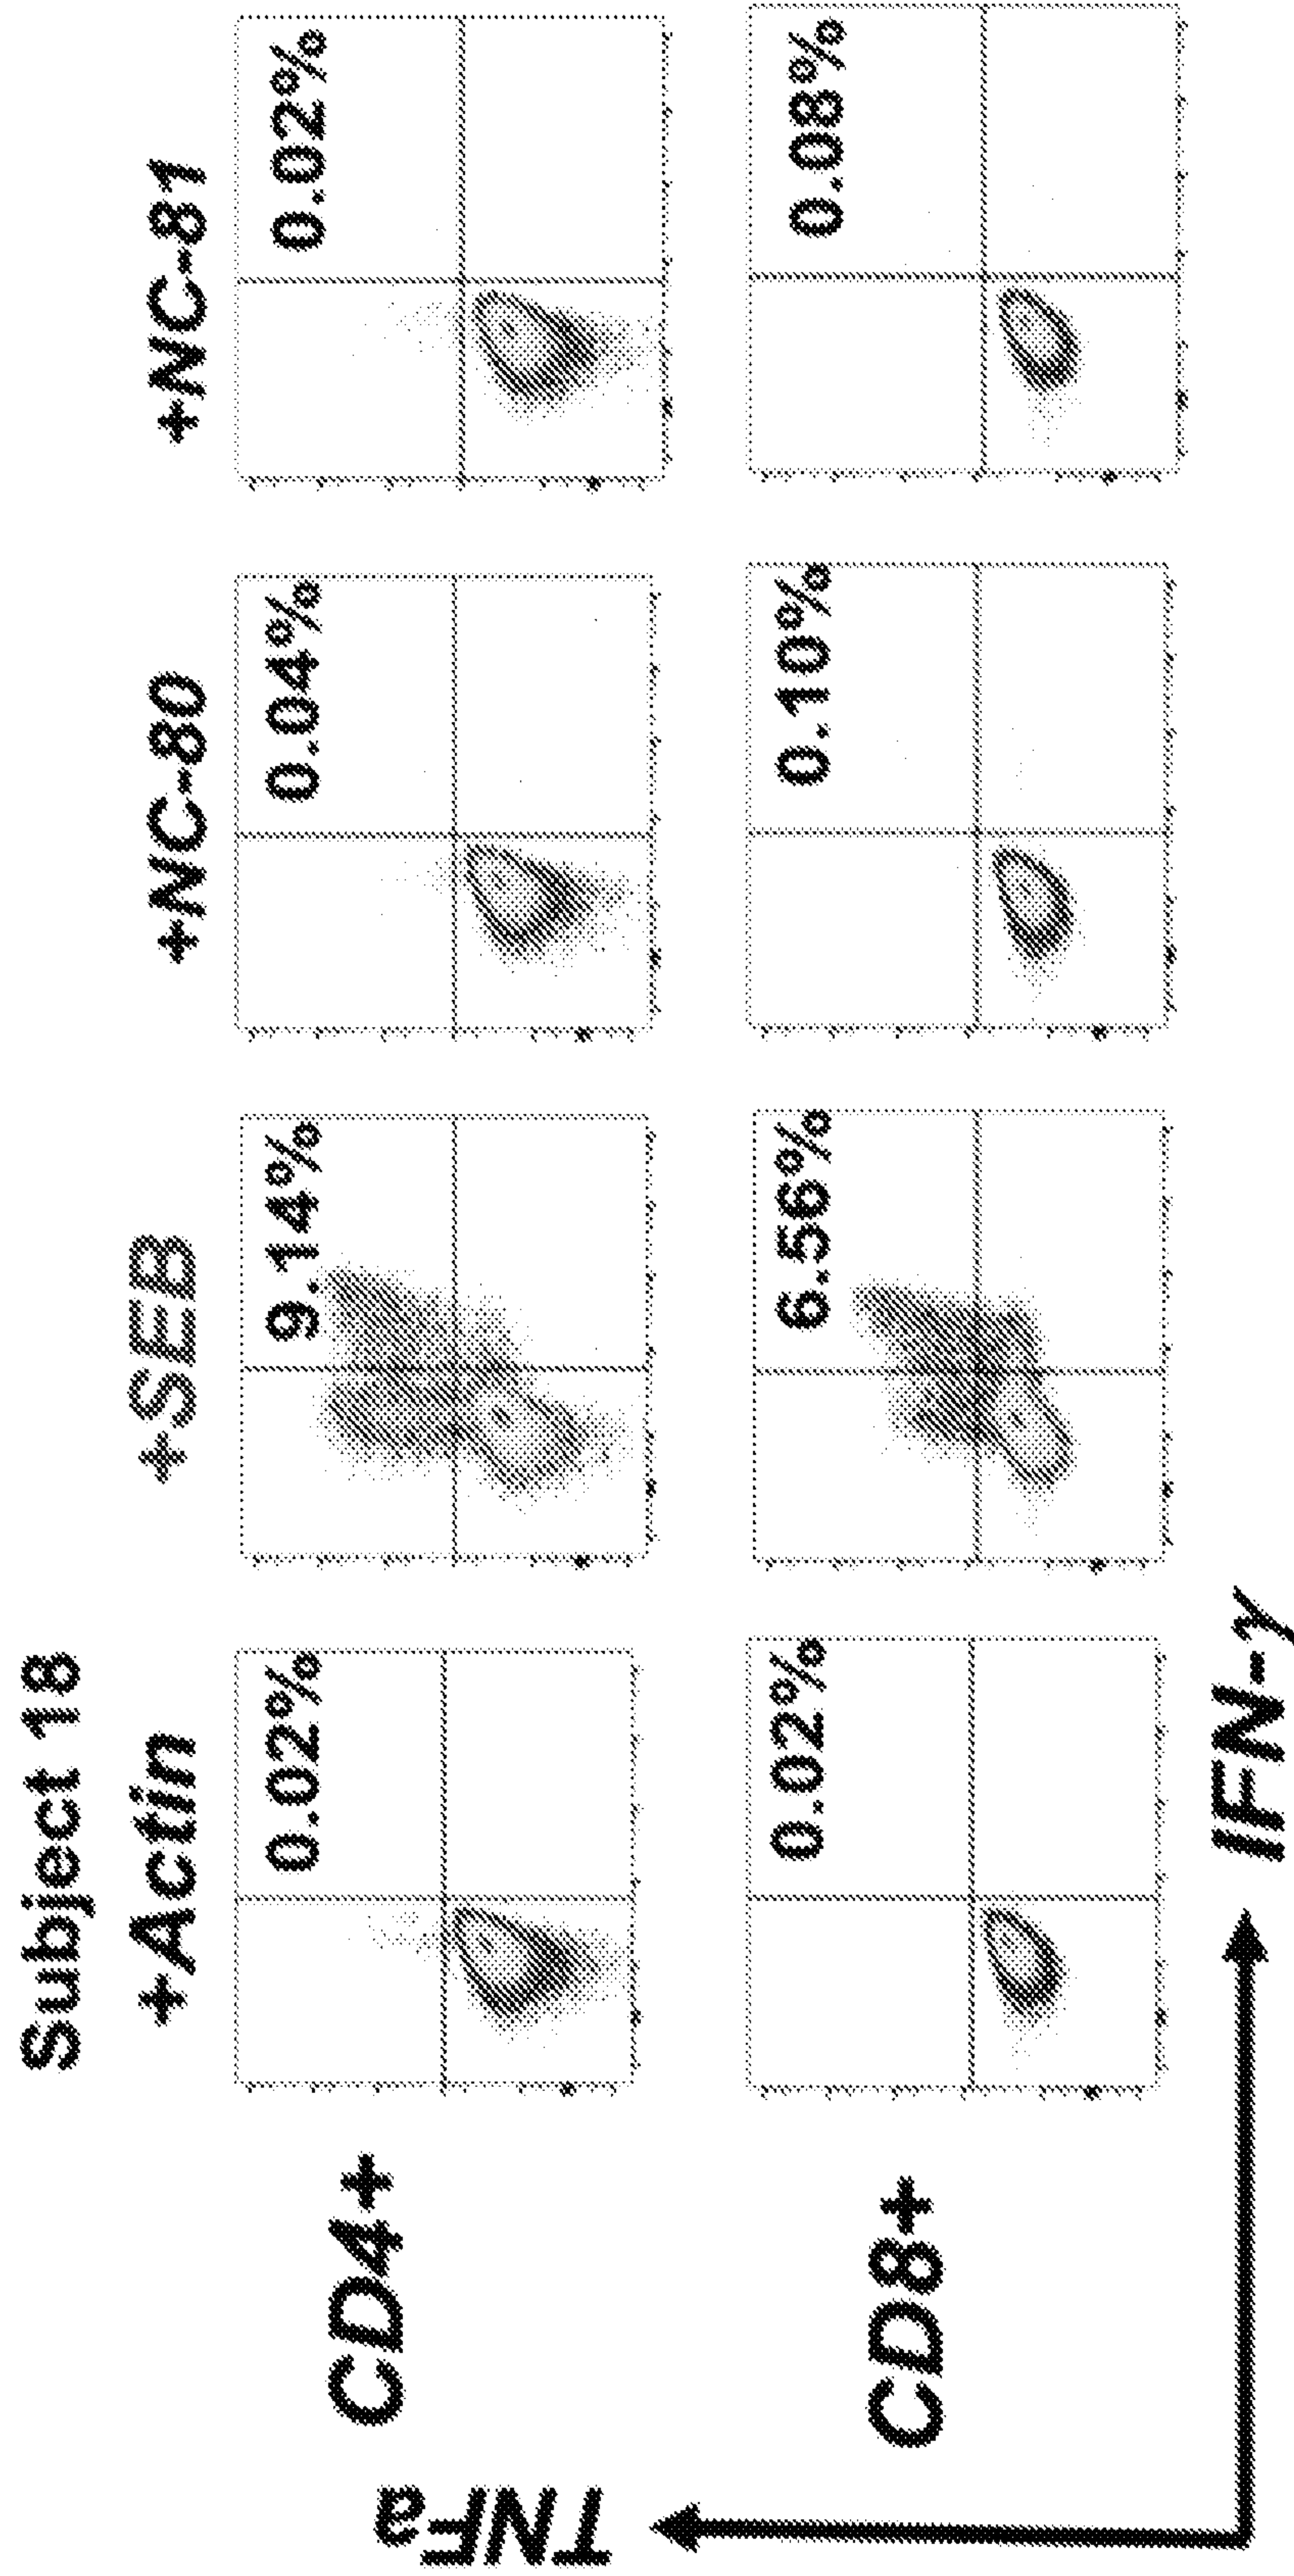 Subject 18
+Actin +SEB +NC-80 +NC-81
CD4+ 0.02% 9.14% 0.04% 0.02%
TNFa
CD8+ 0.02% 6.56% 0.10% 0.08%
IFN-γ